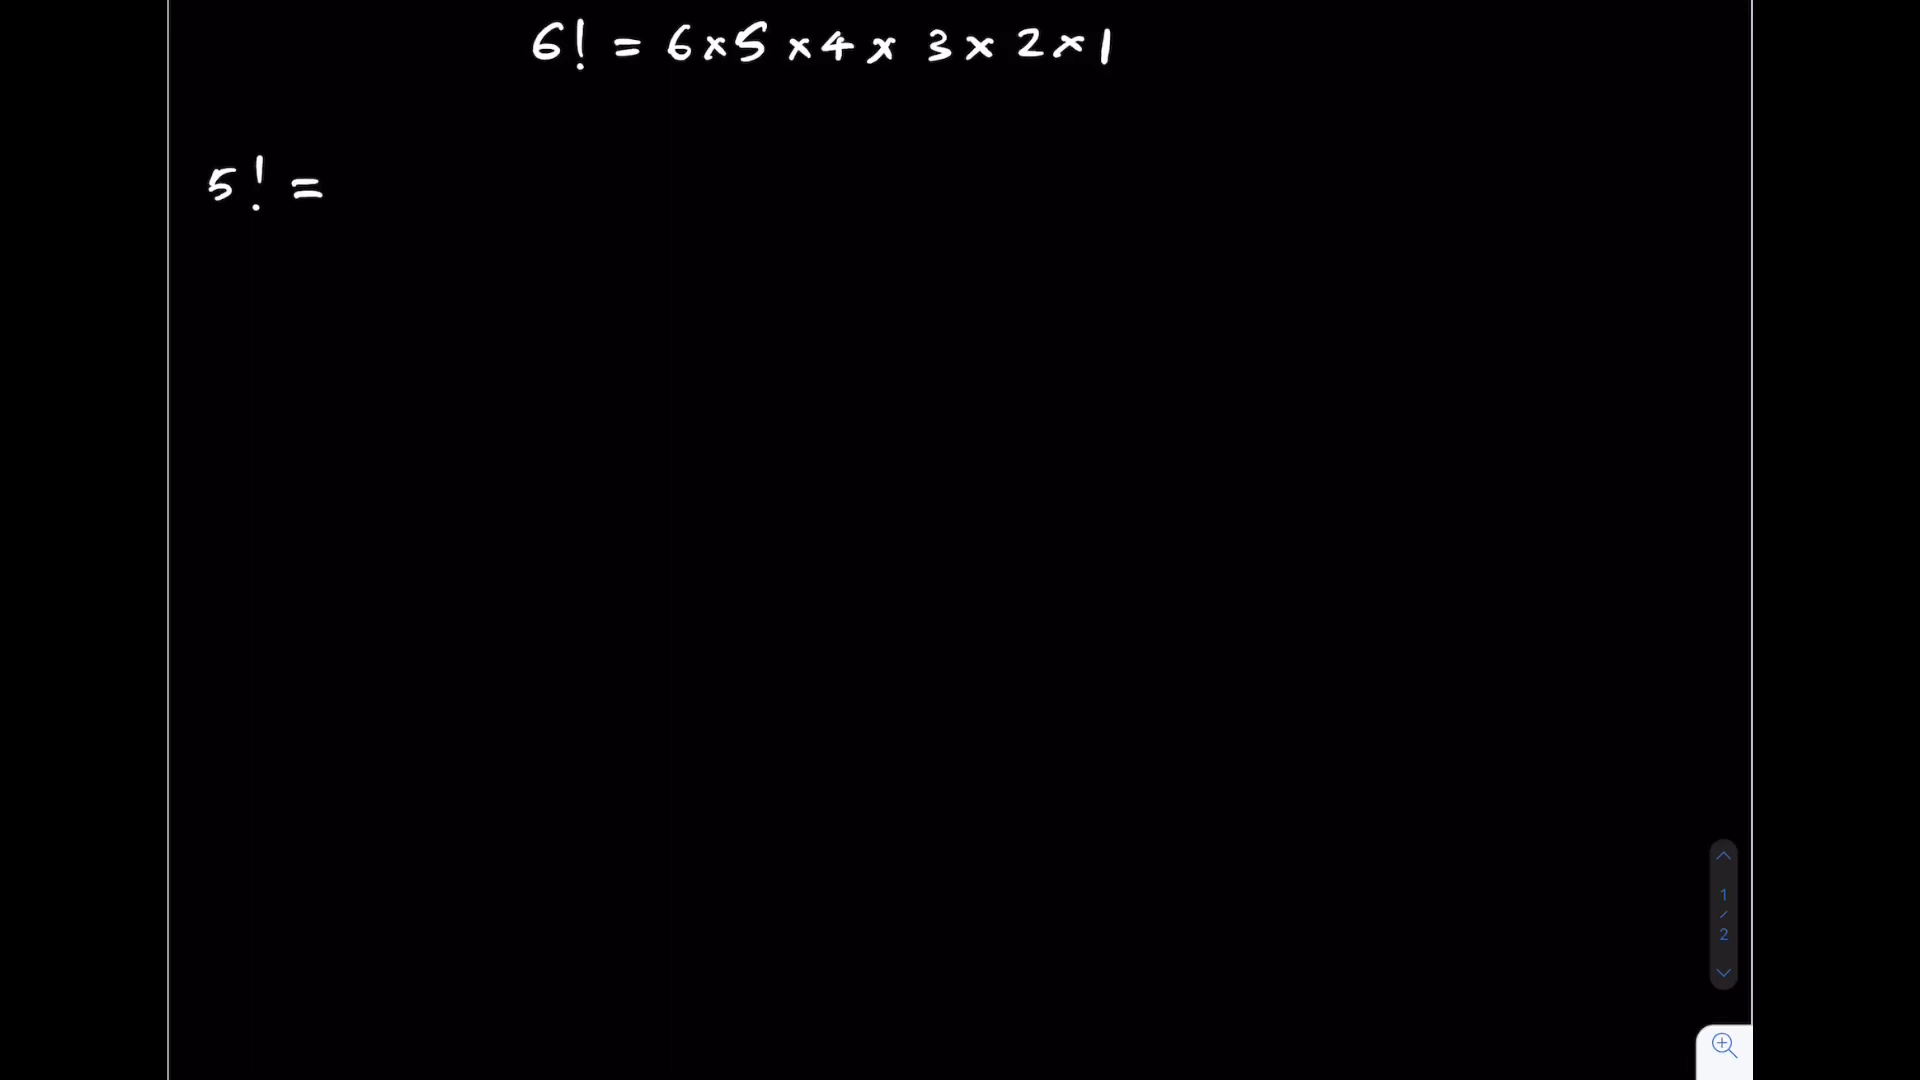 6! = 6×5×4×3×2×1
5! =
1
/
2